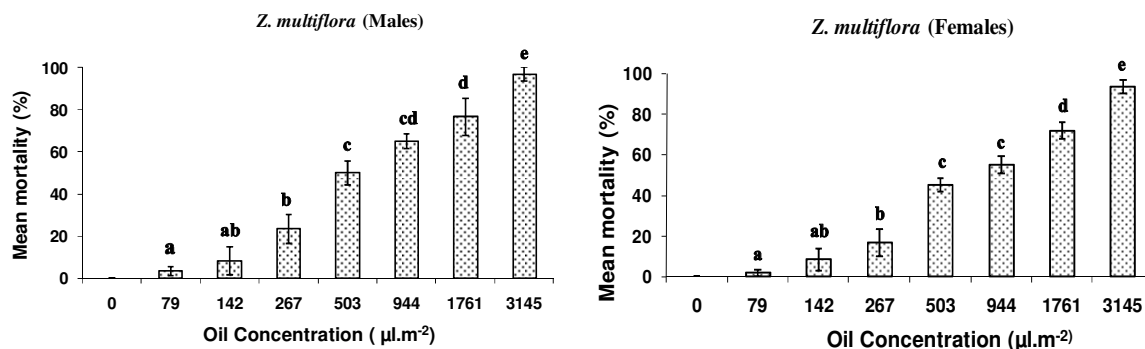 Z. multiflora (Males)
Mean mortality (%)
100
80
60
40
20
0
a
ab
b
c
cd
d
e
0 79 142 267 503 944 1761 3145
Oil Concentration ( µl.m-2)
Z. multiflora (Females)
Mean mortality (%)
100
80
60
40
20
0
a
ab
b
c
c
d
e
0 79 142 267 503 944 1761 3145
Oil Concentration (µl.m-2)